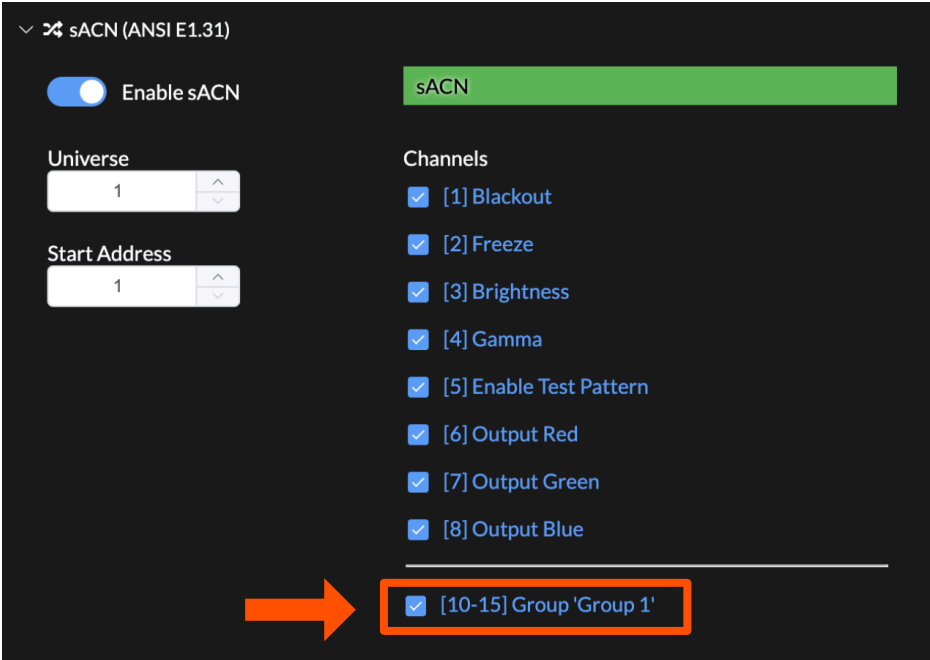 sACN (ANSI E1.31)
Enable sACN
sACN
Universe
1
Start Address
1
Channels
[1] Blackout
[2] Freeze
[3] Brightness
[4] Gamma
[5] Enable Test Pattern
[6] Output Red
[7] Output Green
[8] Output Blue
[10-15] Group 'Group 1'